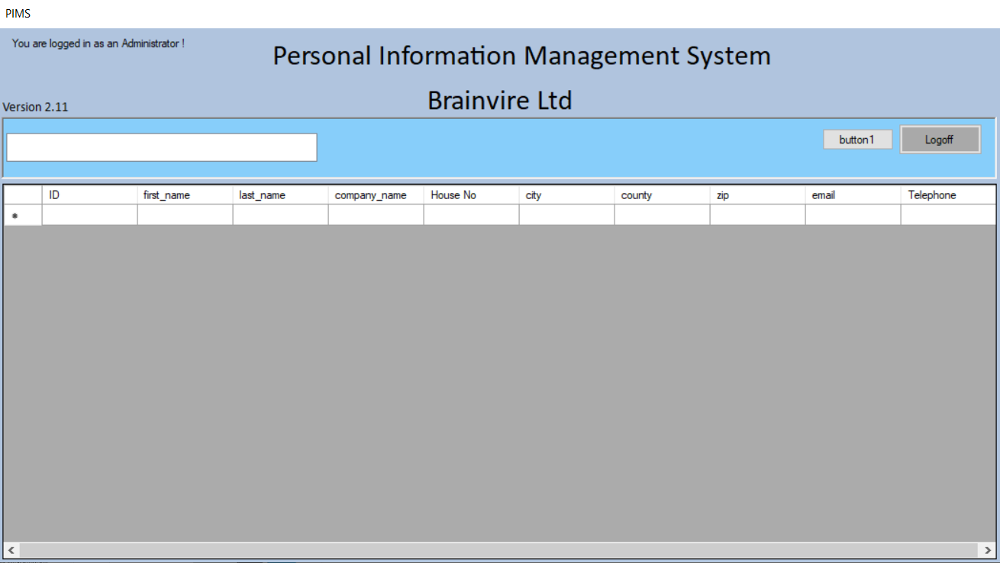 PIMS
You are logged in as an Administrator !
Personal Information Management System
Brainvire Ltd
Version 2.11
button1 Logoff
ID first_name last_name company_name House No city county zip email Telephone
*